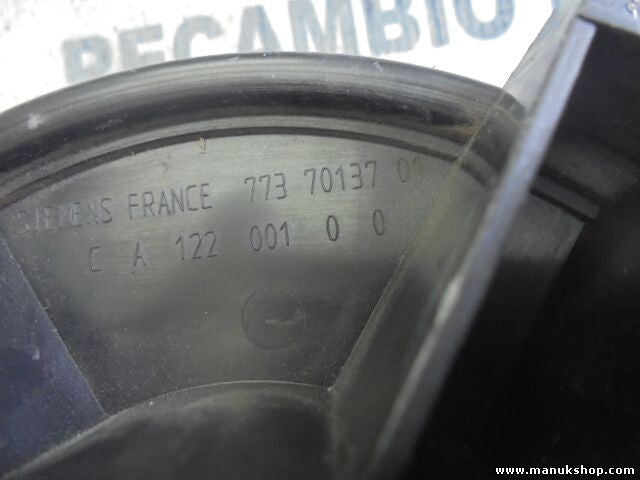 RECAMBIO
SIEMENS FRANCE 773 70137 01
C A 122 001 0 0
www.manukshop.com